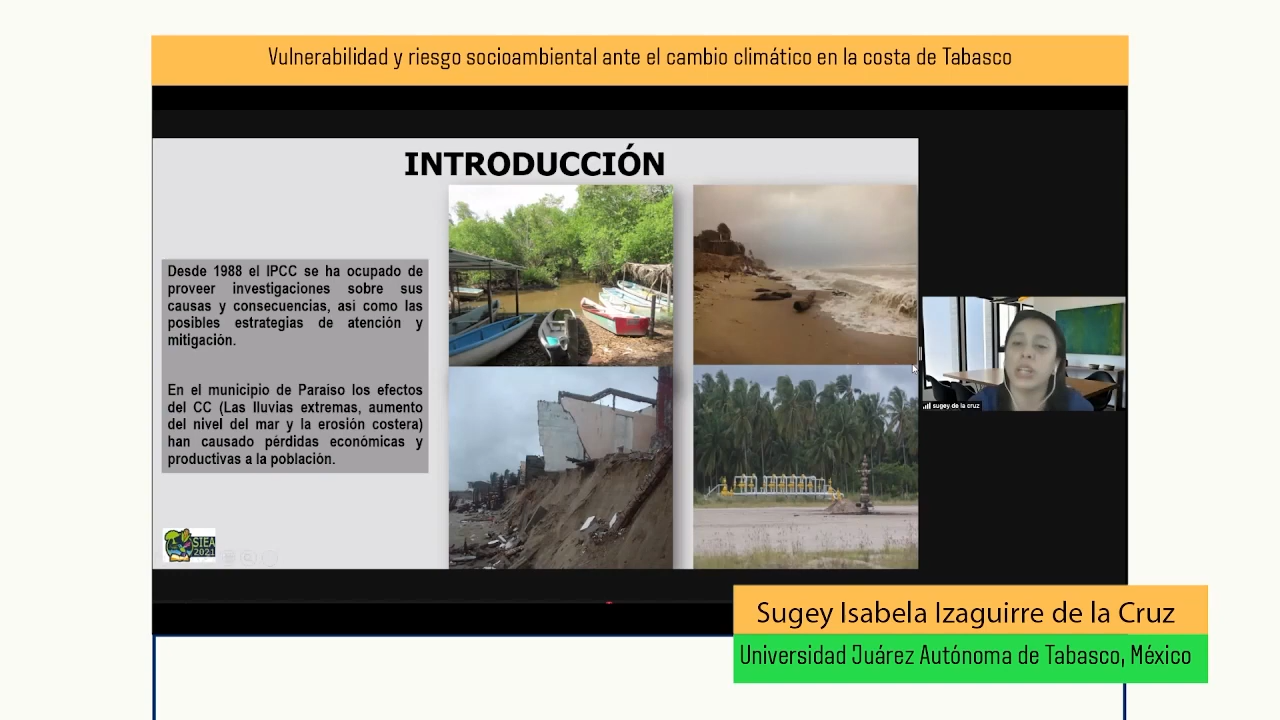 Vulnerabilidad y riesgo socioambiental ante el cambio climático en la costa de Tabasco
INTRODUCCIÓN
Desde 1988 el IPCC se ha ocupado de
proveer investigaciones sobre sus
causas y consecuencias, así como las
posibles estrategias de atención y
mitigación.
En el municipio de Paraíso los efectos
del CC (Las lluvias extremas, aumento
del nivel del mar y la erosión costera)
han causado pérdidas económicas y
productivas a la población.
SIEA
2021
sugey de la cruz
Sugey Isabela Izaguirre de la Cruz
Universidad Juárez Autónoma de Tabasco, México